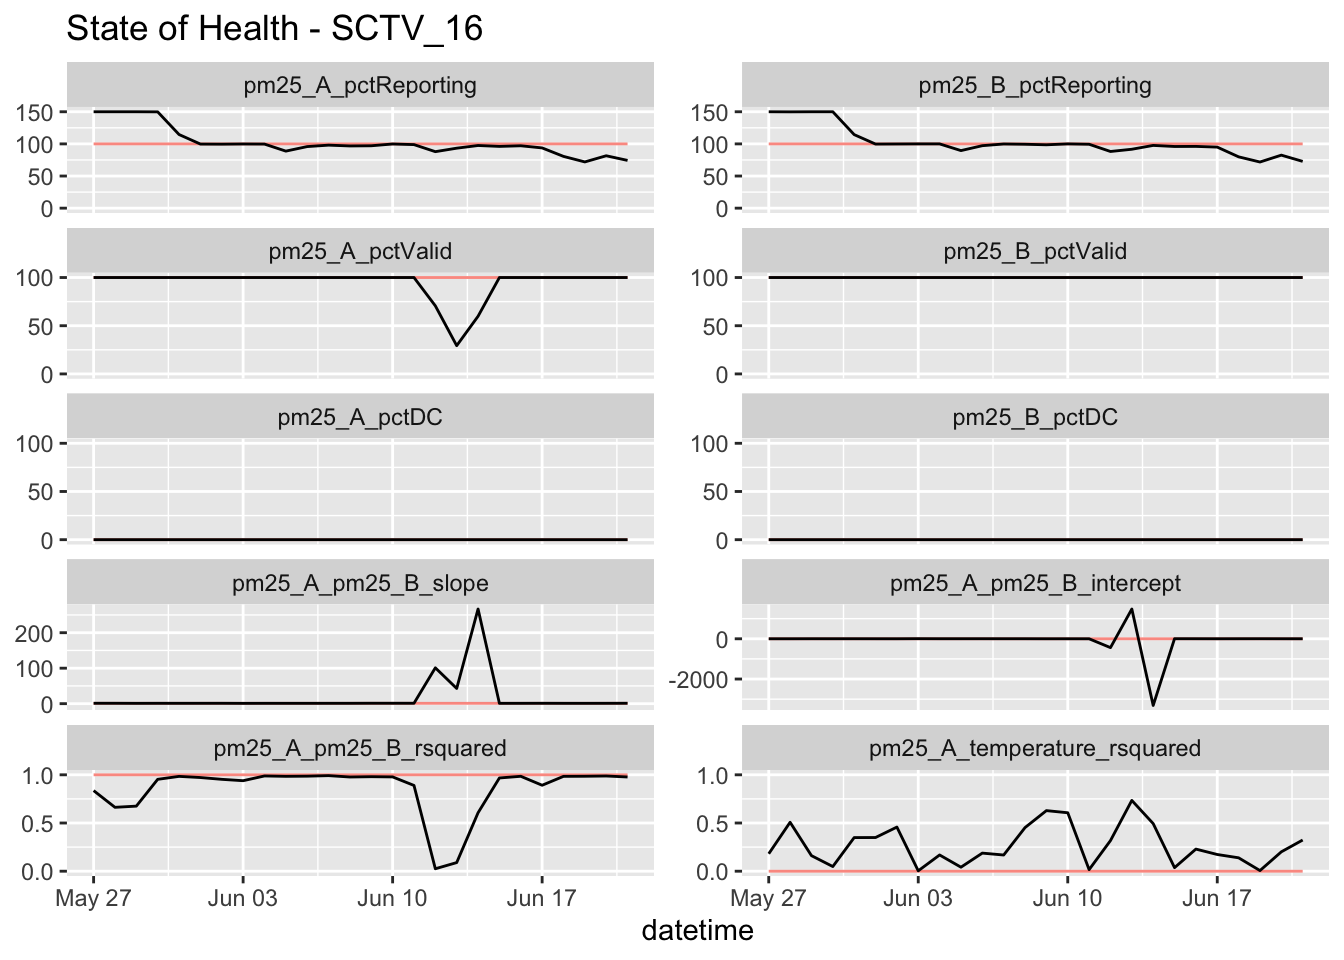 State of Health - SCTV_16
pm25_A_pctReporting
pm25_B_pctReporting
150
100
50
0
150
100
50
0
pm25_A_pctValid
pm25_B_pctValid
100
50
0
100
50
0
pm25_A_pctDC
pm25_B_pctDC
100
50
0
100
50
0
pm25_A_pm25_B_slope
pm25_A_pm25_B_intercept
200
100
0
0
-2000
pm25_A_pm25_B_rsquared
pm25_A_temperature_rsquared
1.0
0.5
0.0
1.0
0.5
0.0
May 27 Jun 03 Jun 10 Jun 17
May 27 Jun 03 Jun 10 Jun 17
datetime